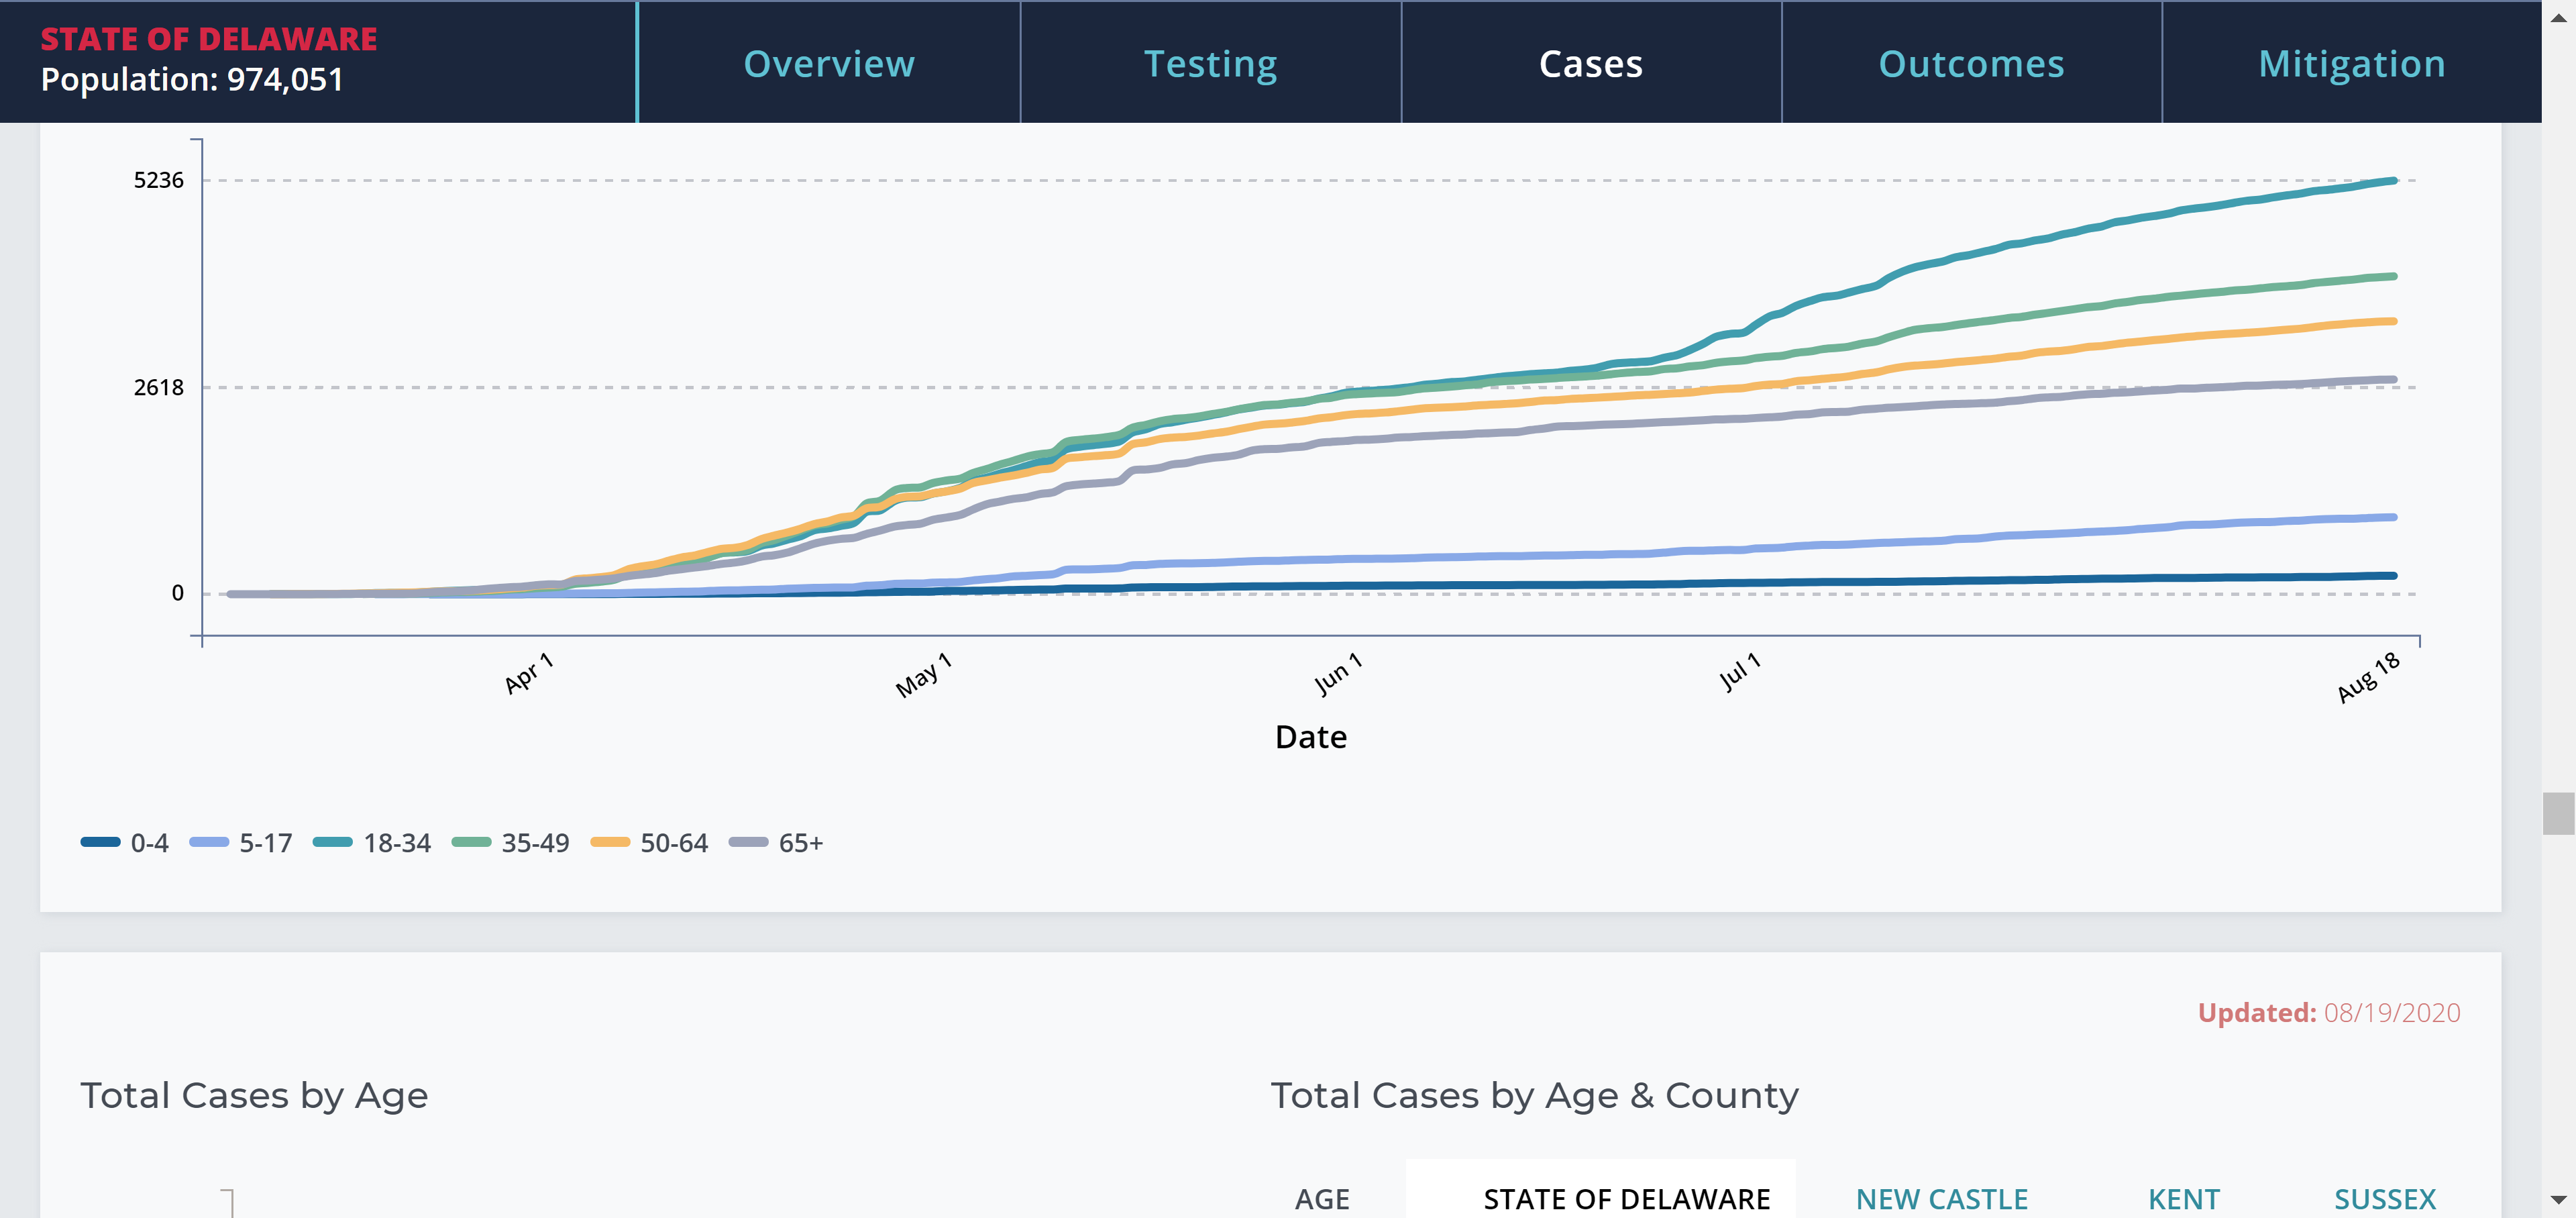 STATE OF DELAWARE
Population: 974,051
Overview
Testing
Cases
Outcomes
Mitigation
5236
2618
0
Apr 1
May 1
Jun 1
Jul 1
Aug 18
Date
0-4
5-17
18-34
35-49
50-64
65+
Updated: 08/19/2020
Total Cases by Age
Total Cases by Age & County
AGE
STATE OF DELAWARE
NEW CASTLE
KENT
SUSSEX